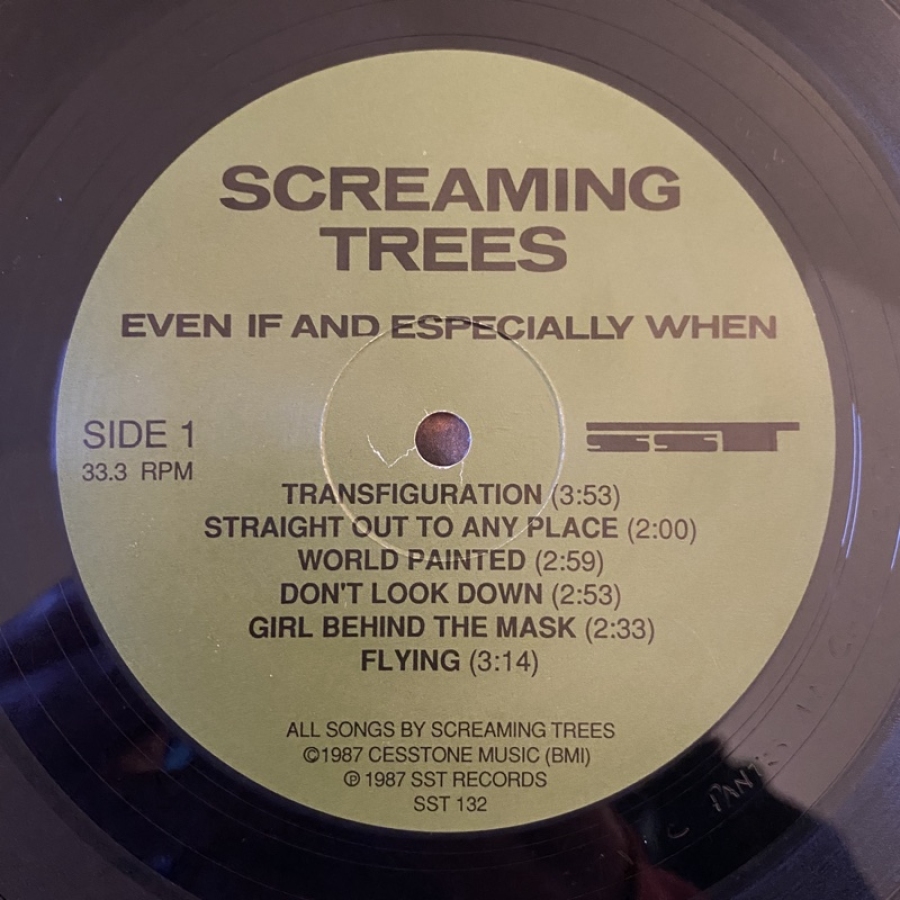 SCREAMING
TREES
EVEN IF AND ESPECIALLY WHEN
SIDE 1
33.3 RPM
SST
TRANSFIGURATION (3:53)
STRAIGHT OUT TO ANY PLACE (2:00)
WORLD PAINTED (2:59)
DON'T LOOK DOWN (2:53)
GIRL BEHIND THE MASK (2:33)
FLYING (3:14)
ALL SONGS BY SCREAMING TREES
©1987 CESSTONE MUSIC (BMI)
℗ 1987 SST RECORDS
SST 132